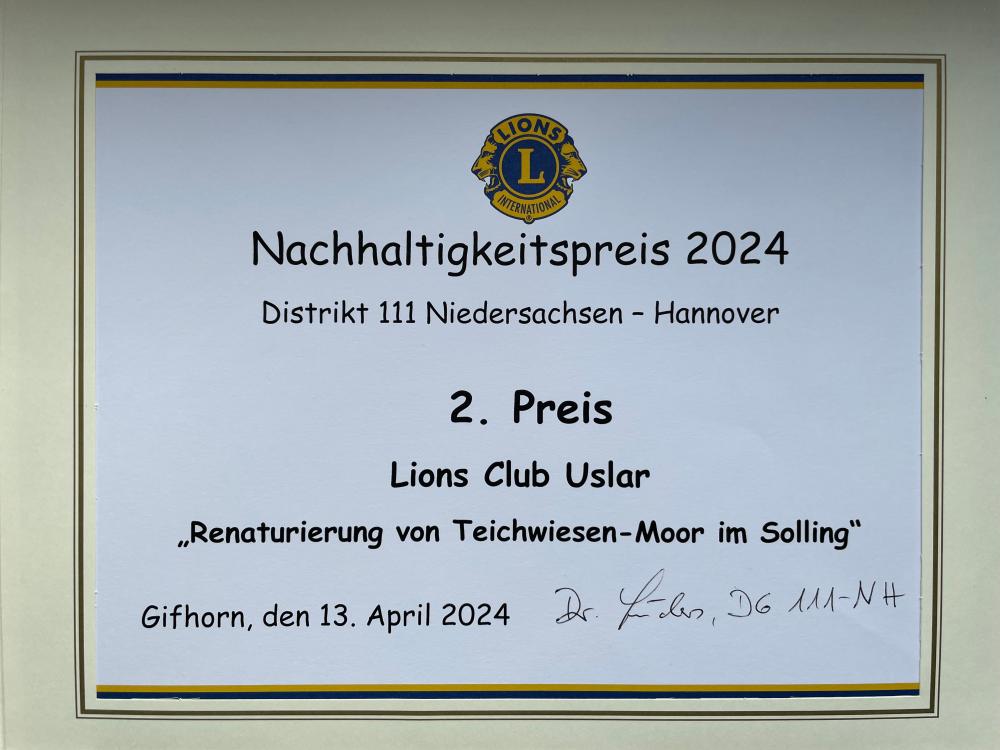 LIONS
L
INTERNATIONAL
®
Nachhaltigkeitspreis 2024
Distrikt 111 Niedersachsen – Hannover
2. Preis
Lions Club Uslar
„Renaturierung von Teichwiesen-Moor im Solling“
Gifhorn, den 13. April 2024
Dr. , DG 111-NH